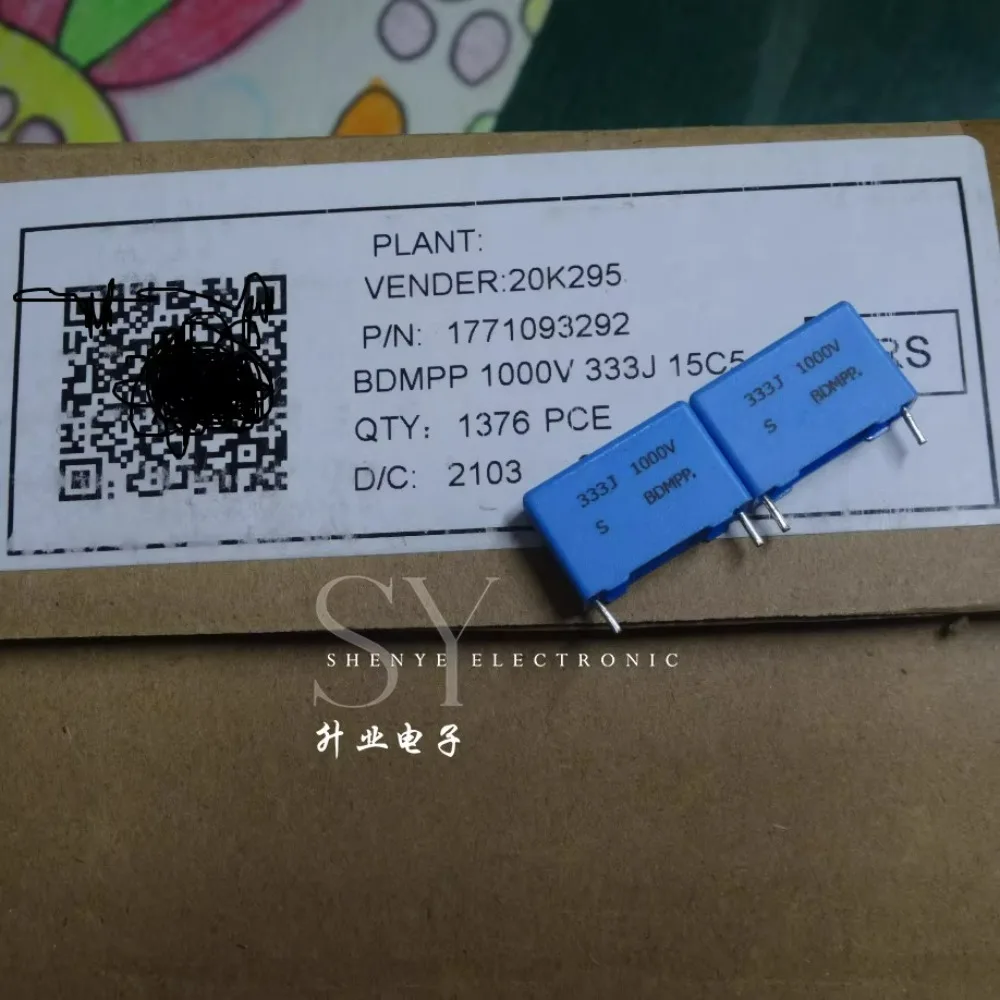 PLANT:
VENDER:20K295
P/N: 1771093292
BDMPP 1000V 333J 15C5
QTY: 1376 PCE
D/C: 2103
RS
333J 1000V
S BDMPP.
333J 1000V
S BDMPP.
SY
SHENYE ELECTRONIC
升业电子